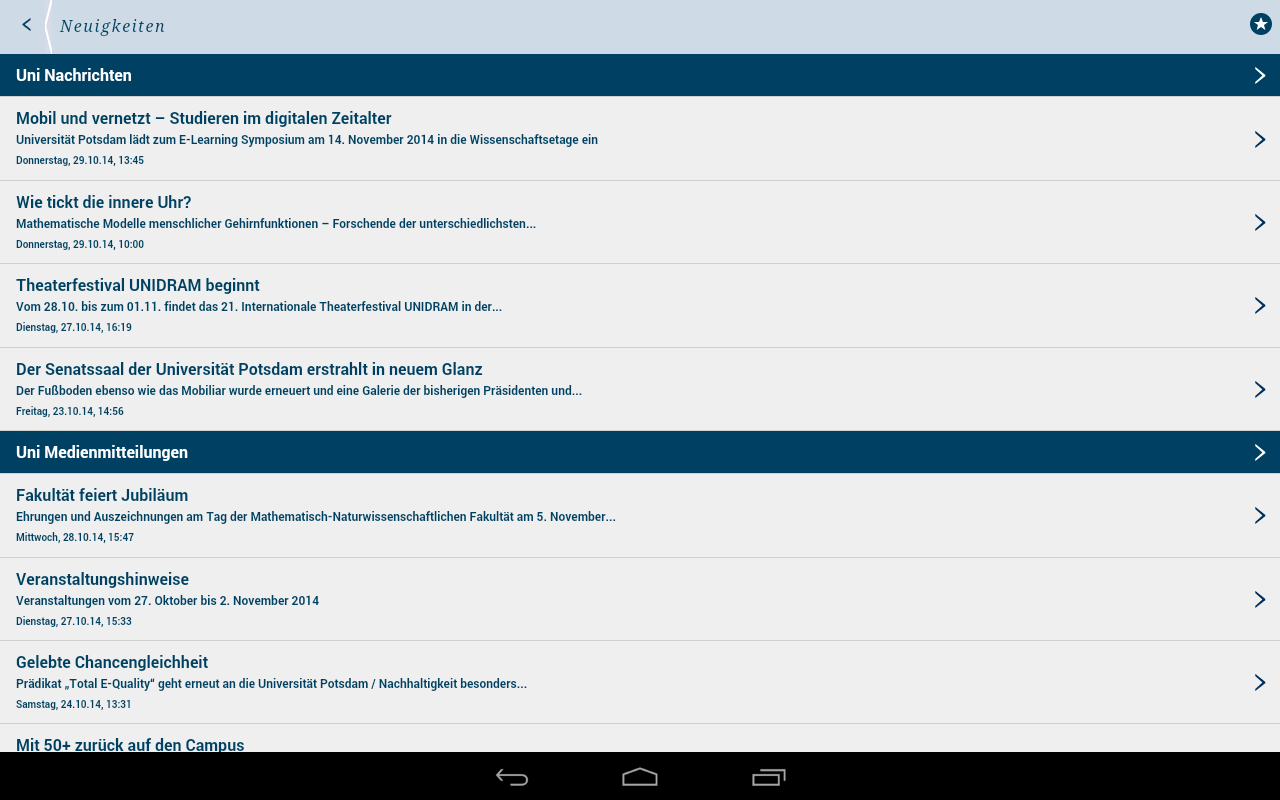 Neuigkeiten
Uni Nachrichten
Mobil und vernetzt – Studieren im digitalen Zeitalter
Universität Potsdam lädt zum E-Learning Symposium am 14. November 2014 in die Wissenschaftsetage ein
Donnerstag, 29.10.14, 13:45
Wie tickt die innere Uhr?
Mathematische Modelle menschlicher Gehirnfunktionen – Forschende der unterschiedlichsten...
Donnerstag, 29.10.14, 10:00
Theaterfestival UNIDRAM beginnt
Vom 28.10. bis zum 01.11. findet das 21. Internationale Theaterfestival UNIDRAM in der...
Dienstag, 27.10.14, 16:19
Der Senatssaal der Universität Potsdam erstrahlt in neuem Glanz
Der Fußboden ebenso wie das Mobiliar wurde erneuert und eine Galerie der bisherigen Präsidenten und...
Freitag, 23.10.14, 14:56
Uni Medienmitteilungen
Fakultät feiert Jubiläum
Ehrungen und Auszeichnungen am Tag der Mathematisch-Naturwissenschaftlichen Fakultät am 5. November...
Mittwoch, 28.10.14, 15:47
Veranstaltungshinweise
Veranstaltungen vom 27. Oktober bis 2. November 2014
Dienstag, 27.10.14, 15:33
Gelebte Chancengleichheit
Prädikat „Total E-Quality“ geht erneut an die Universität Potsdam / Nachhaltigkeit besonders...
Samstag, 24.10.14, 13:31
Mit 50+ zurück auf den Campus